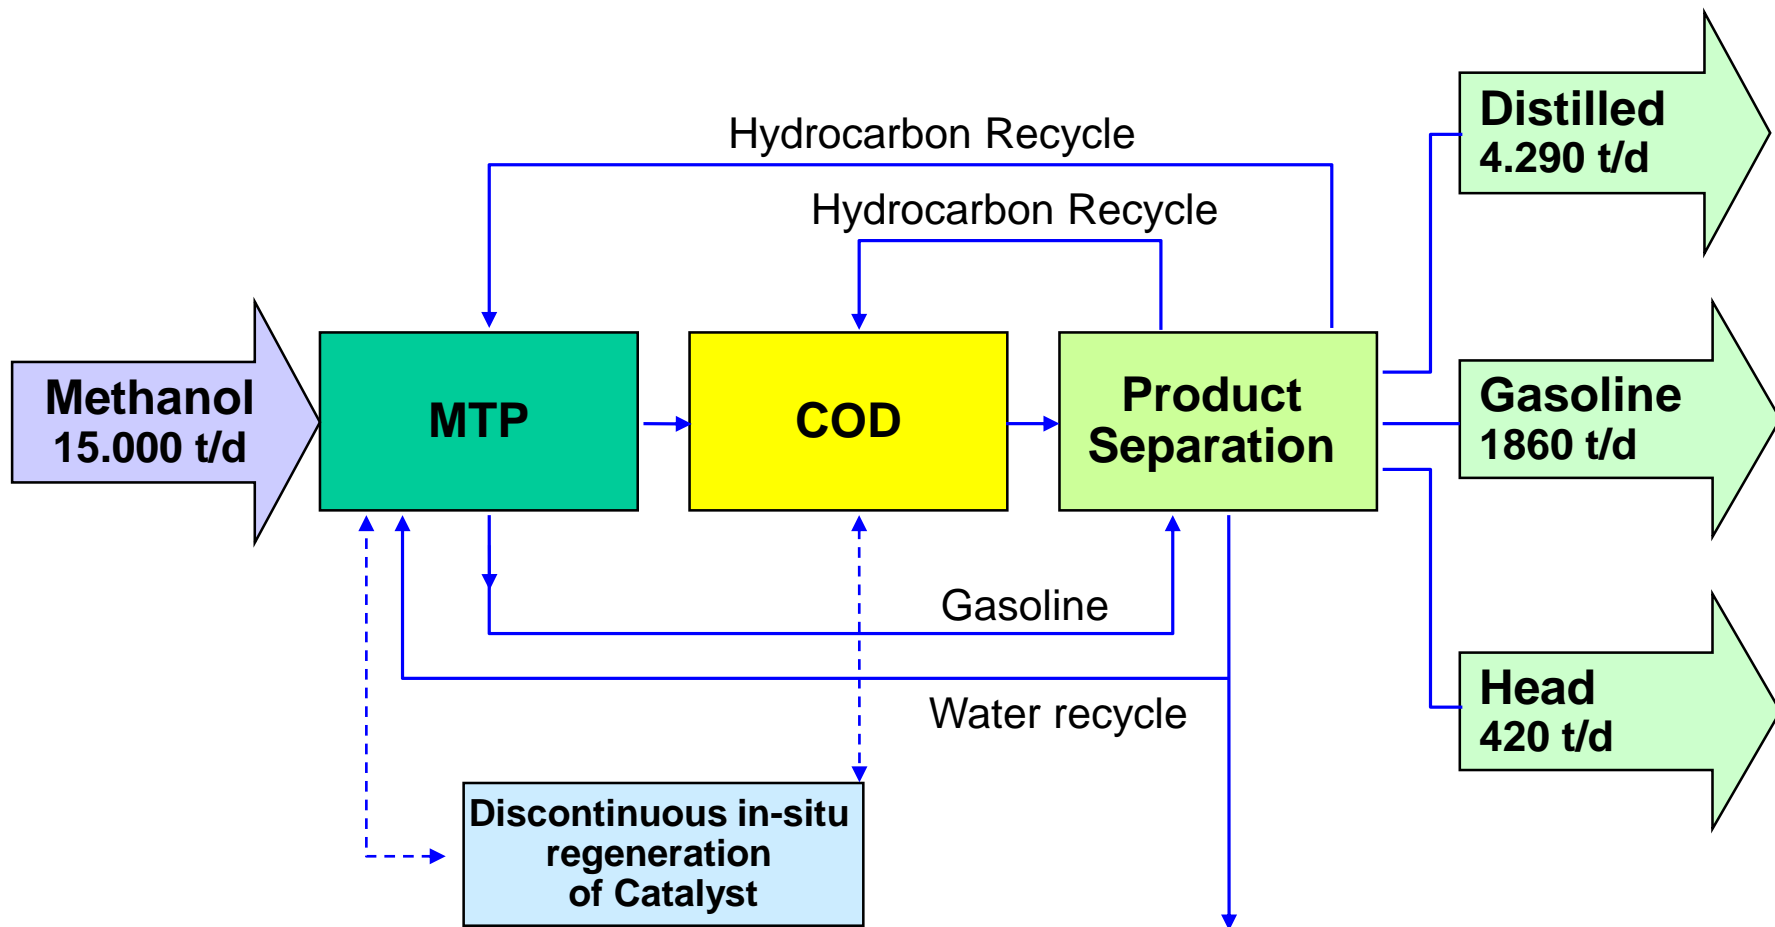 Distilled
4.290 t/d
Hydrocarbon Recycle
Hydrocarbon Recycle
Methanol
15.000 t/d
MTP
COD
Product
Separation
Gasoline
1860 t/d
Gasoline
Water recycle
Head
420 t/d
Discontinuous in-situ
regeneration
of Catalyst